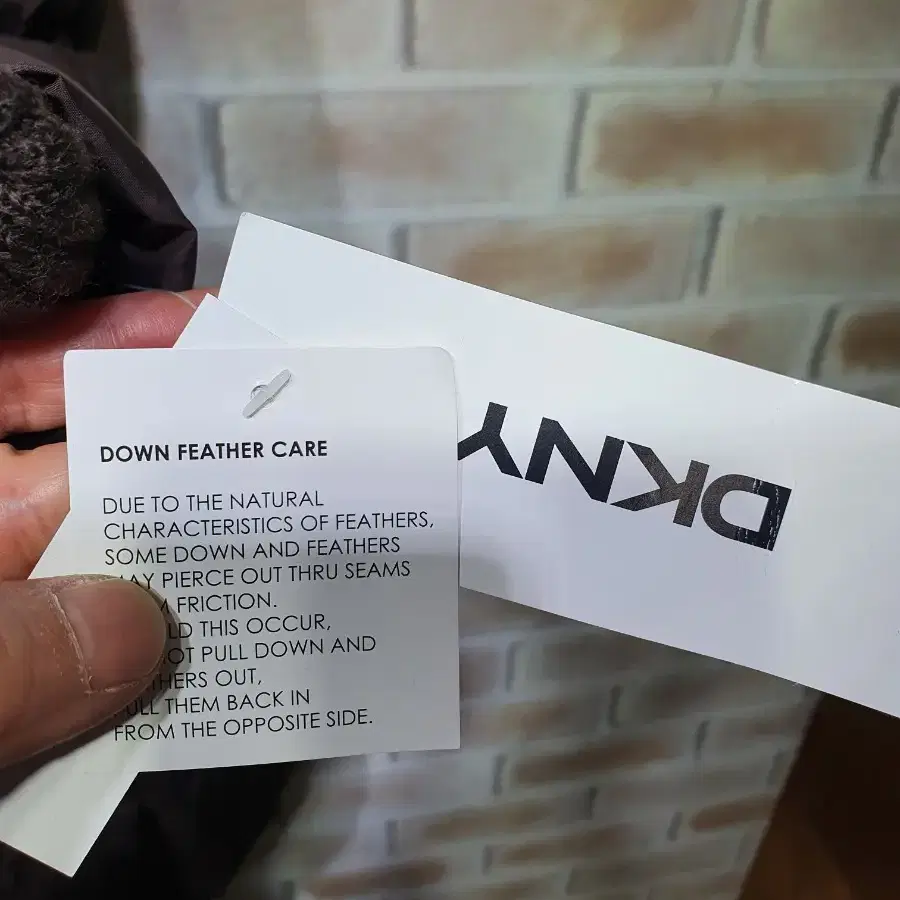 DOWN FEATHER CARE
DUE TO THE NATURAL
CHARACTERISTICS OF FEATHERS,
SOME DOWN AND FEATHERS
PIERCE OUT THRU SEAMS
FRICTION.
THIS OCCUR,
PULL DOWN AND
OUT,
THEM BACK IN
FROM THE OPPOSITE SIDE.
DKNY